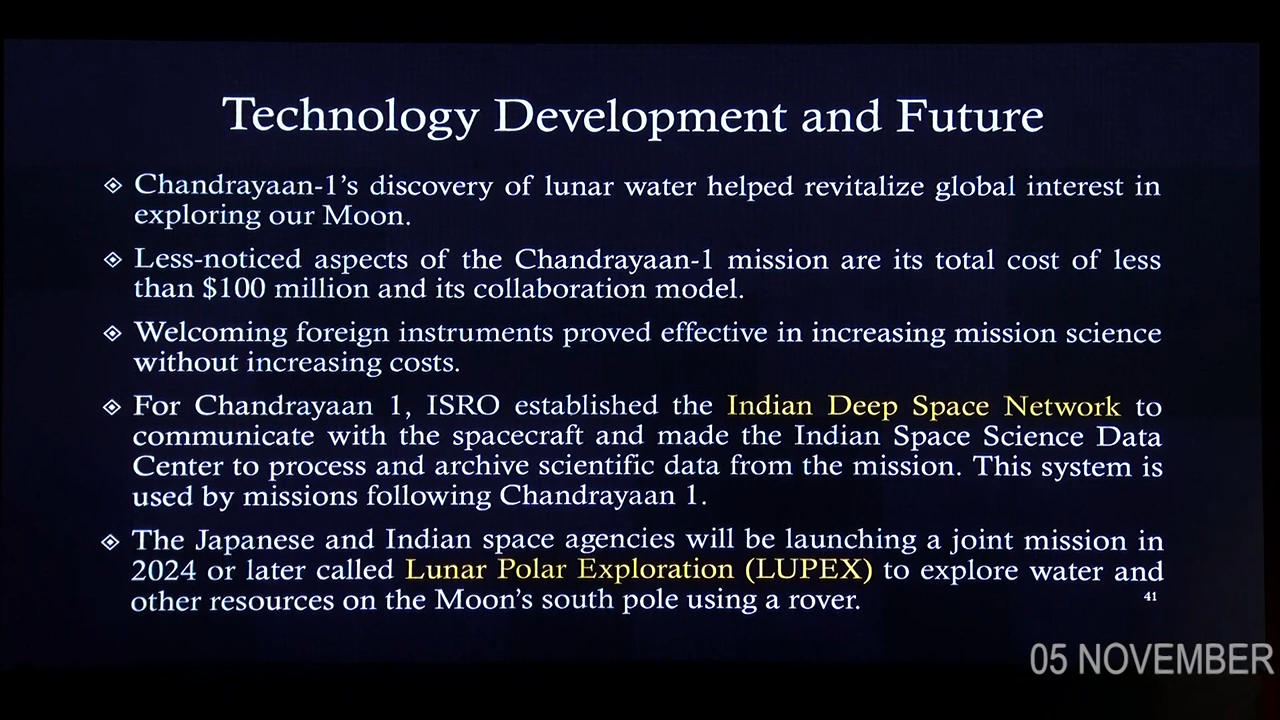 Technology Development and Future
Chandrayaan-1's discovery of lunar water helped revitalize global interest in
exploring our Moon.
Less-noticed aspects of the Chandrayaan-1 mission are its total cost of less
than $100 million and its collaboration model.
Welcoming foreign instruments proved effective in increasing mission science
without increasing costs.
For Chandrayaan 1, ISRO established the Indian Deep Space Network to
communicate with the spacecraft and made the Indian Space Science Data
Center to process and archive scientific data from the mission. This system is
used by missions following Chandrayaan 1.
The Japanese and Indian space agencies will be launching a joint mission in
2024 or later called Lunar Polar Exploration (LUPEX) to explore water and
other resources on the Moon's south pole using a rover.
41
05 NOVEMBER